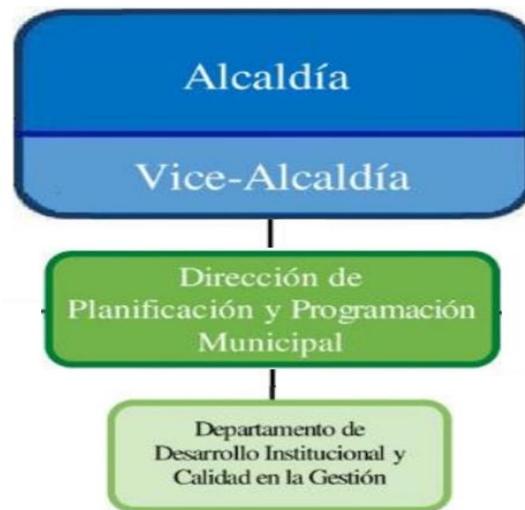 Alcaldía
Vice-Alcaldía
Dirección de
Planificación y Programación
Municipal
Departamento de
Desarrollo Institucional y
Calidad en la Gestión